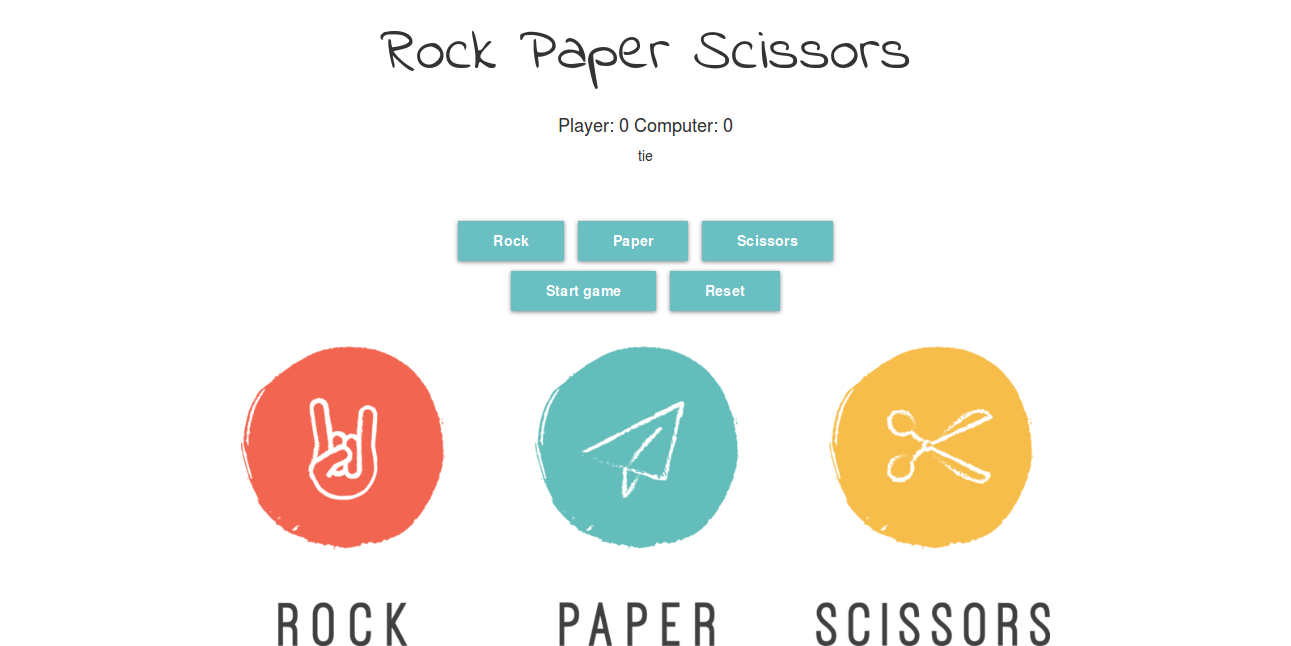 Rock Paper Scissors
Player: 0 Computer: 0
tie
Rock Paper Scissors
Start game Reset
ROCK PAPER SCISSORS